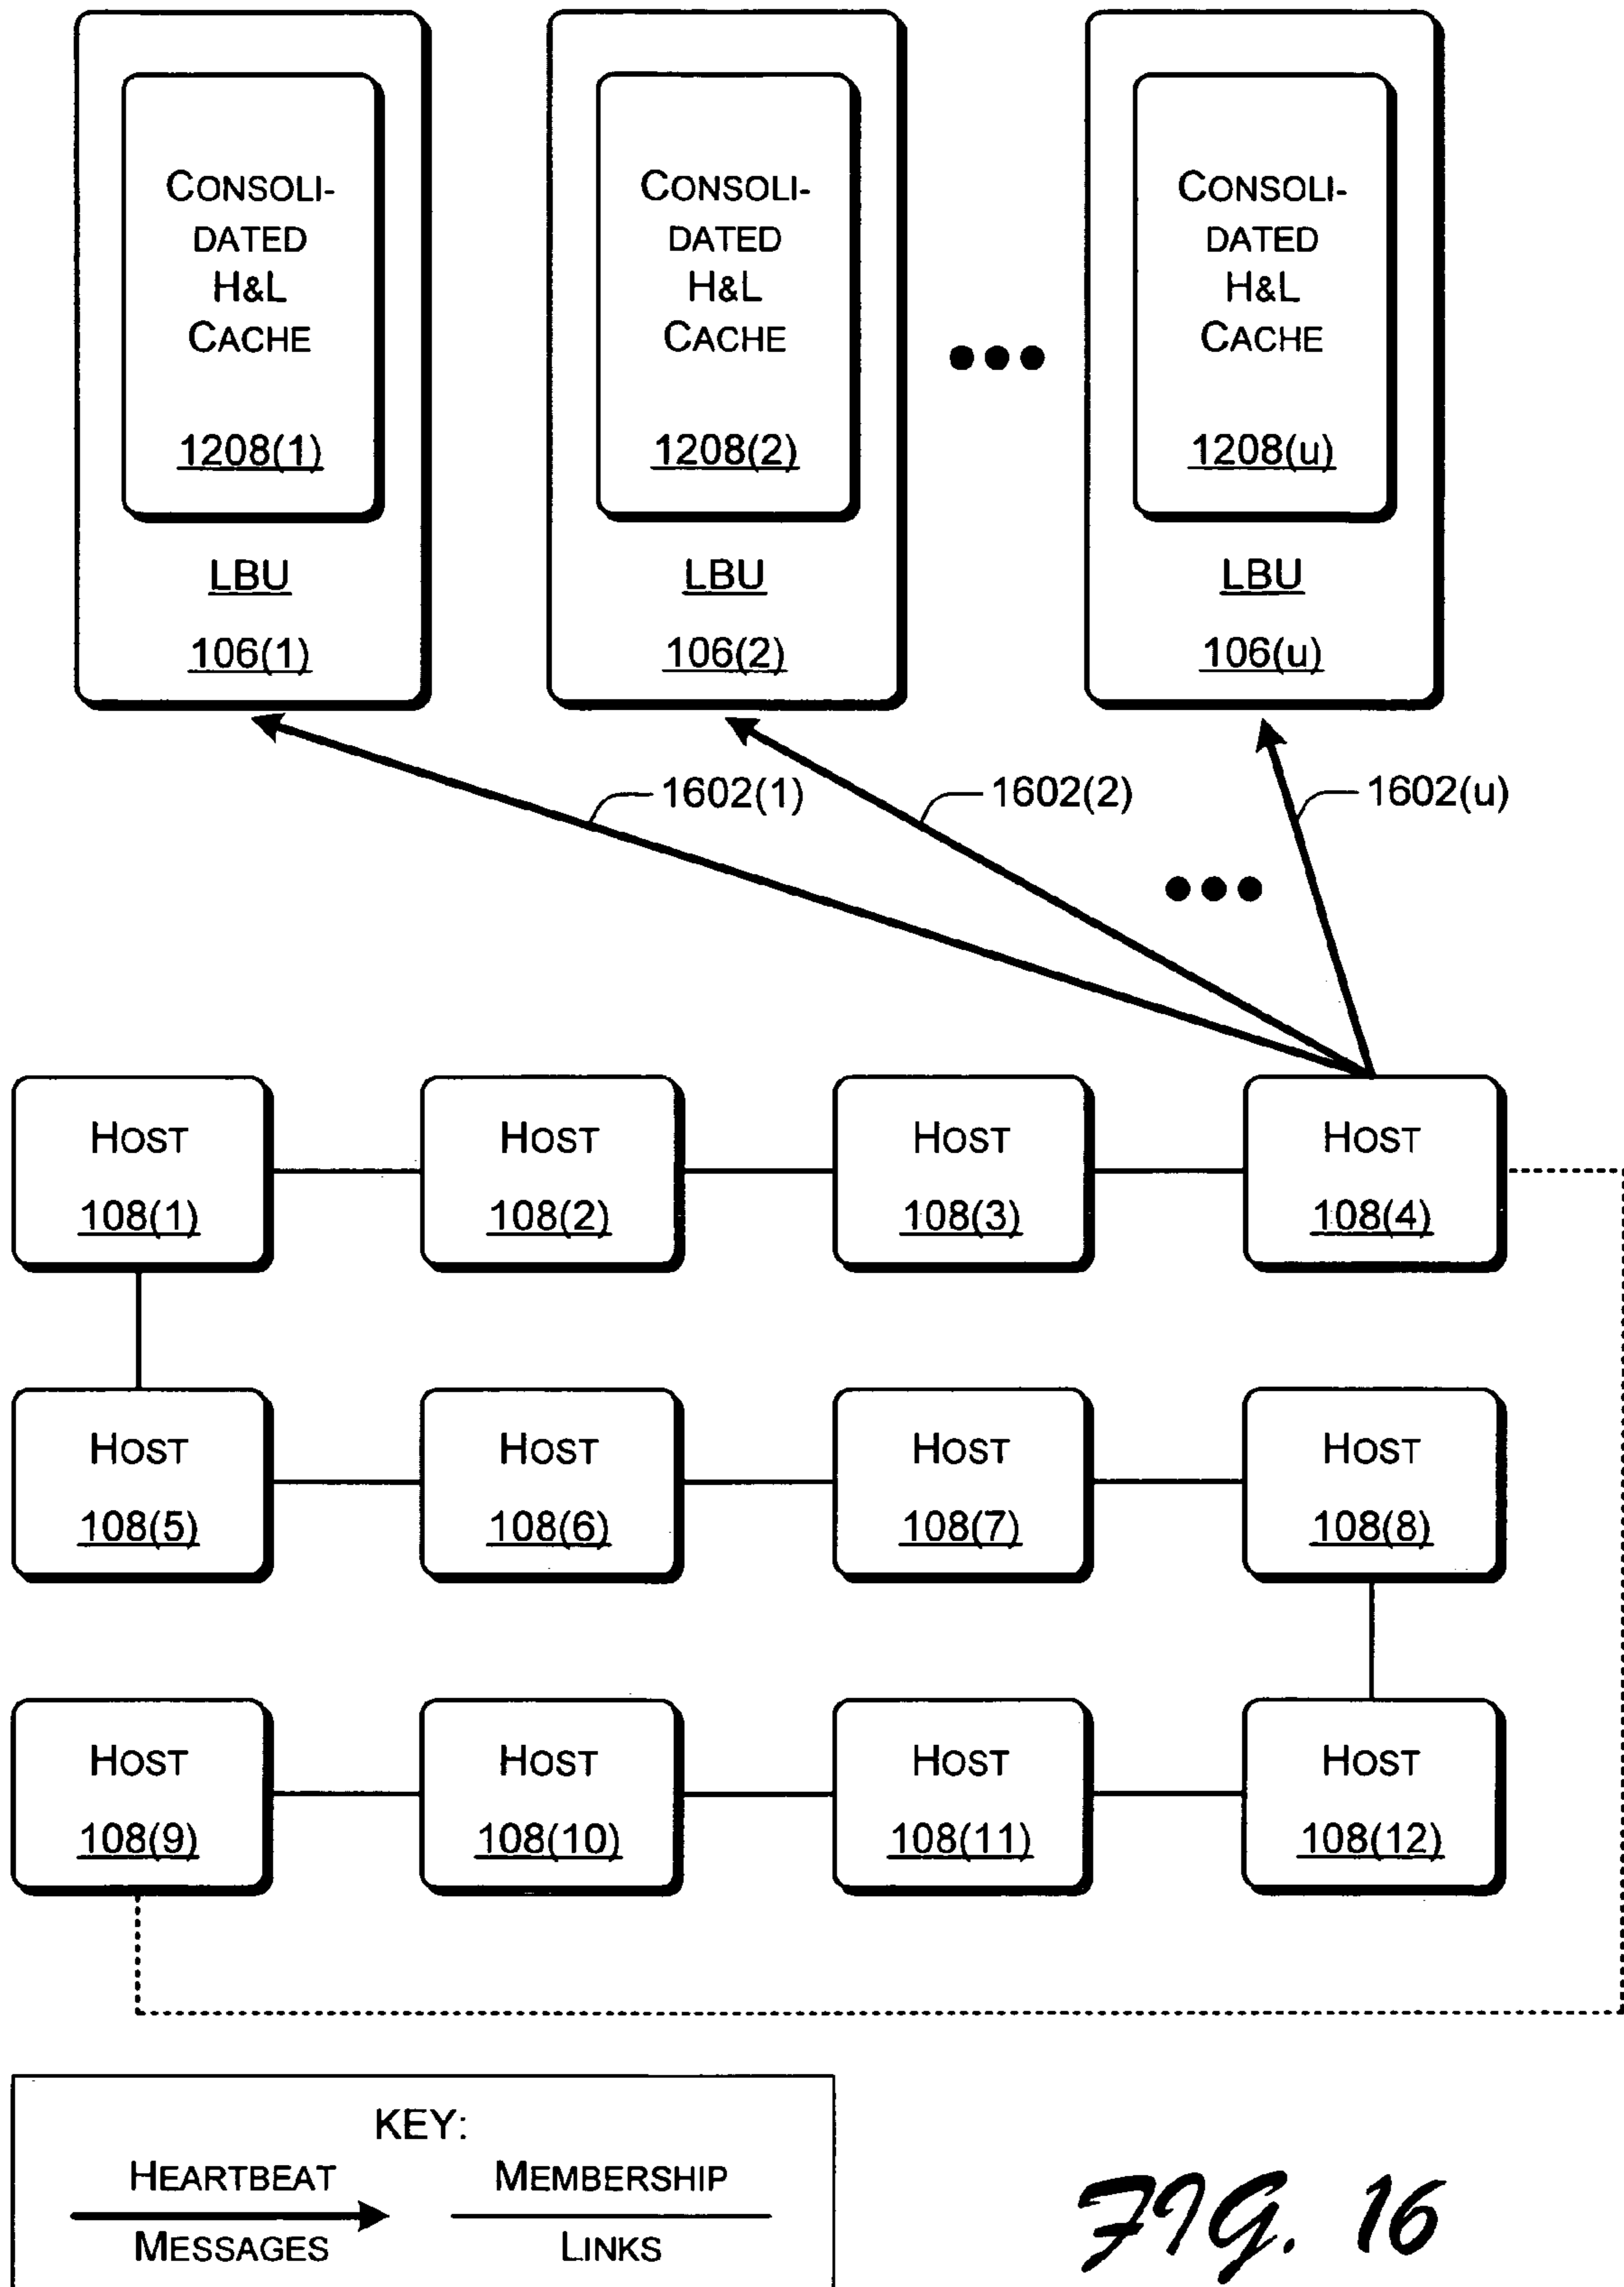 CONSOLI-
DATED
H&L
CACHE
1208(1)
LBU
106(1)
CONSOLI-
DATED
H&L
CACHE
1208(2)
LBU
106(2)
CONSOLI-
DATED
H&L
CACHE
1208(u)
LBU
106(u)
1602(1)
1602(2)
1602(u)
HOST
108(1)
HOST
108(2)
HOST
108(3)
HOST
108(4)
HOST
108(5)
HOST
108(6)
HOST
108(7)
HOST
108(8)
HOST
108(9)
HOST
108(10)
HOST
108(11)
HOST
108(12)
KEY:
HEARTBEAT
MESSAGES
MEMBERSHIP
LINKS
FIG. 16